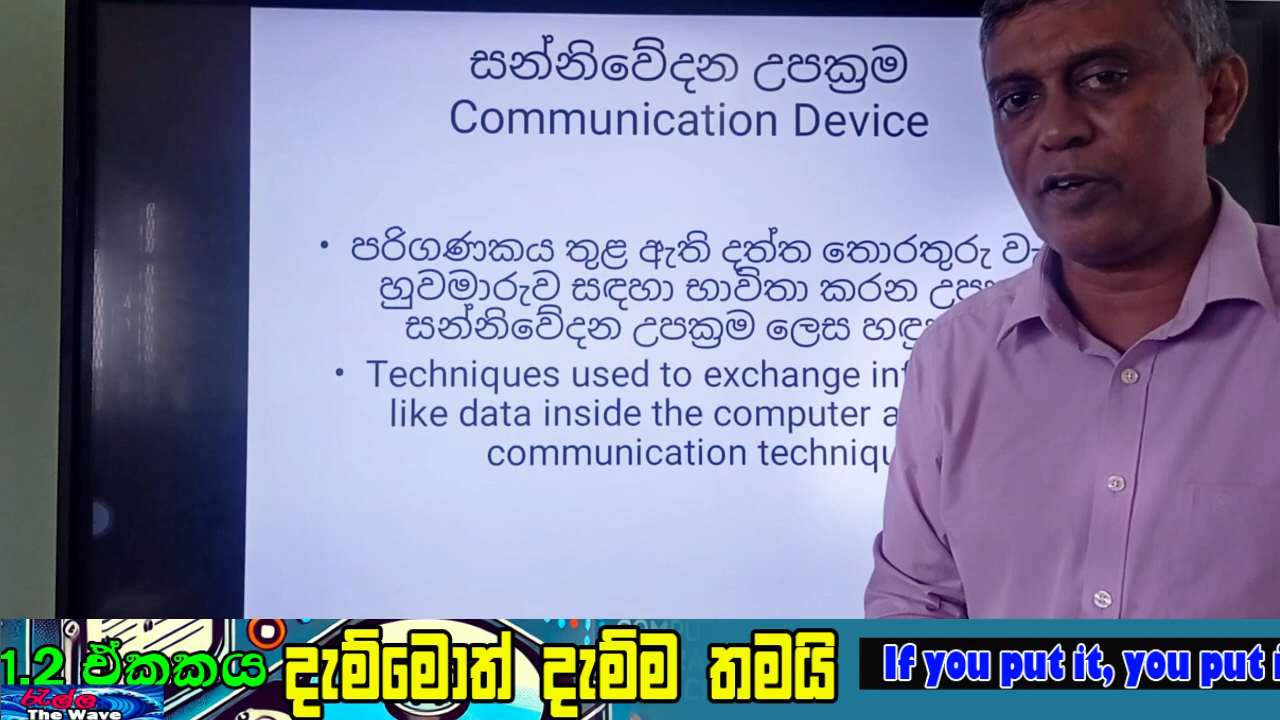 සන්නිවේදන උපක්‍රම
Communication Device
• පරිගණකය තුළ ඇති දත්ත තොරතුරු
හුවමාරුව සඳහා භාවිතා කරන
සන්නිවේදන උපක්‍රම ලෙස
• Techniques used to exchange
like data inside the computer
communication
1.2 ඒකකය
දැම්මොත් දැම්ම තමයි
If you put it, you put
රැල්ල
The Wave